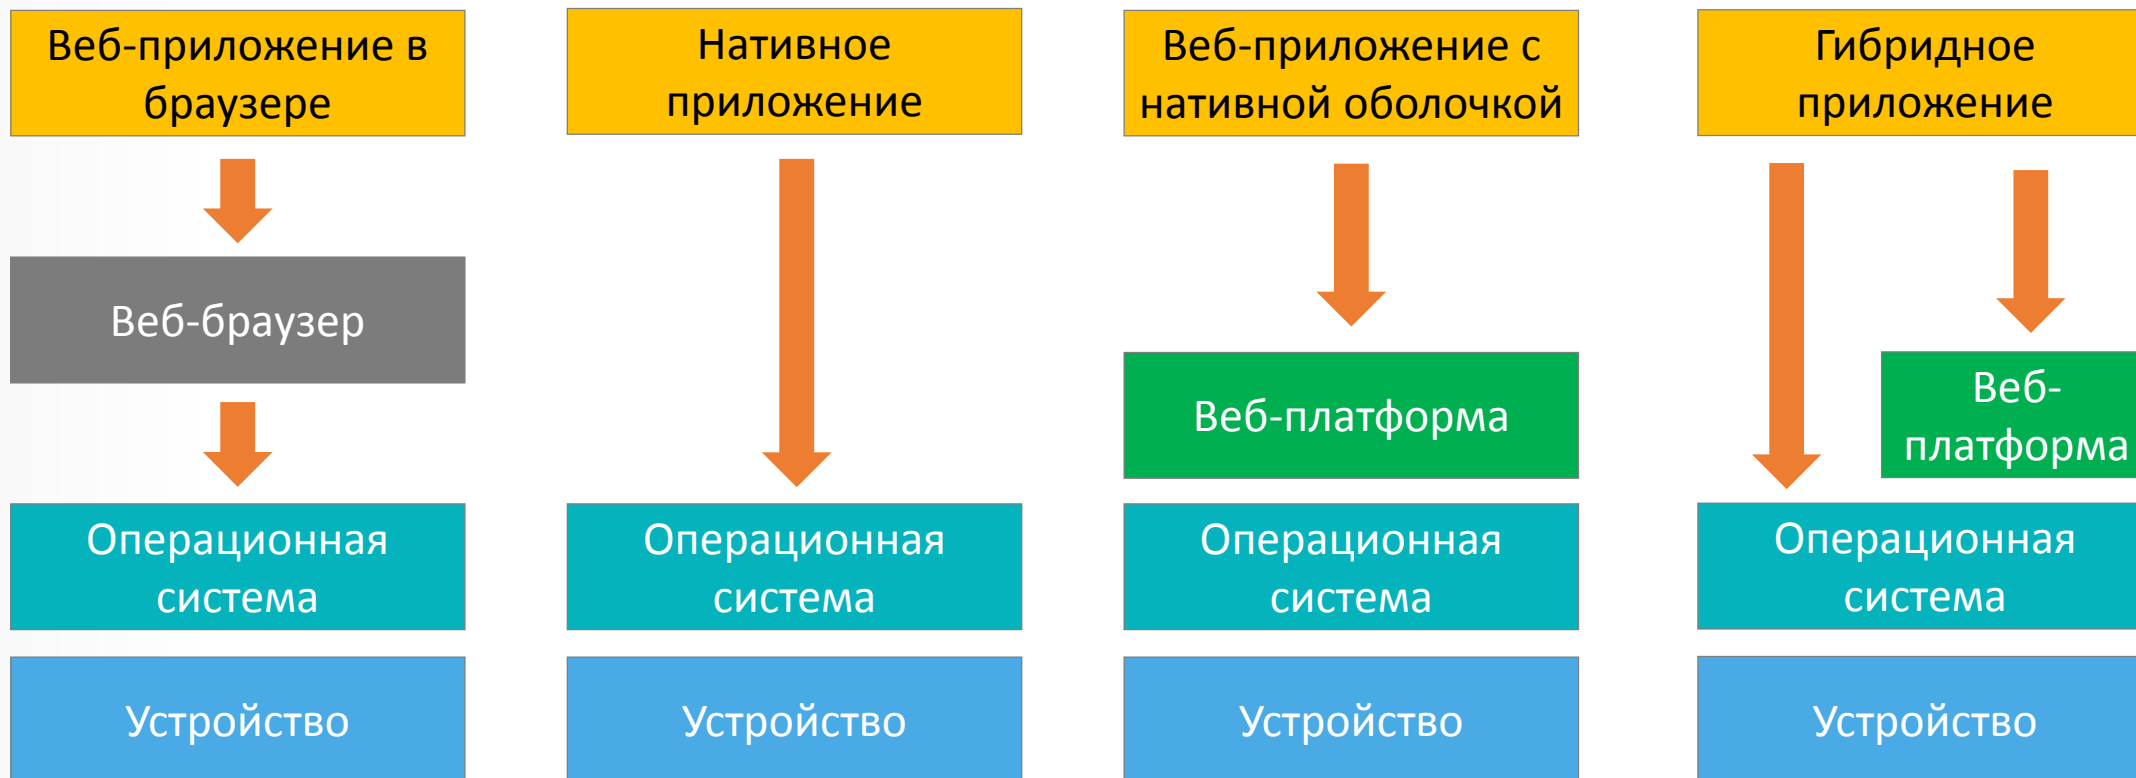 Веб-приложение в
браузере
Веб-браузер
Операционная
система
Устройство
Нативное
приложение
Операционная
система
Устройство
Веб-приложение с
нативной оболочкой
Веб-платформа
Операционная
система
Устройство
Гибридное
приложение
Веб-
платформа
Операционная
система
Устройство